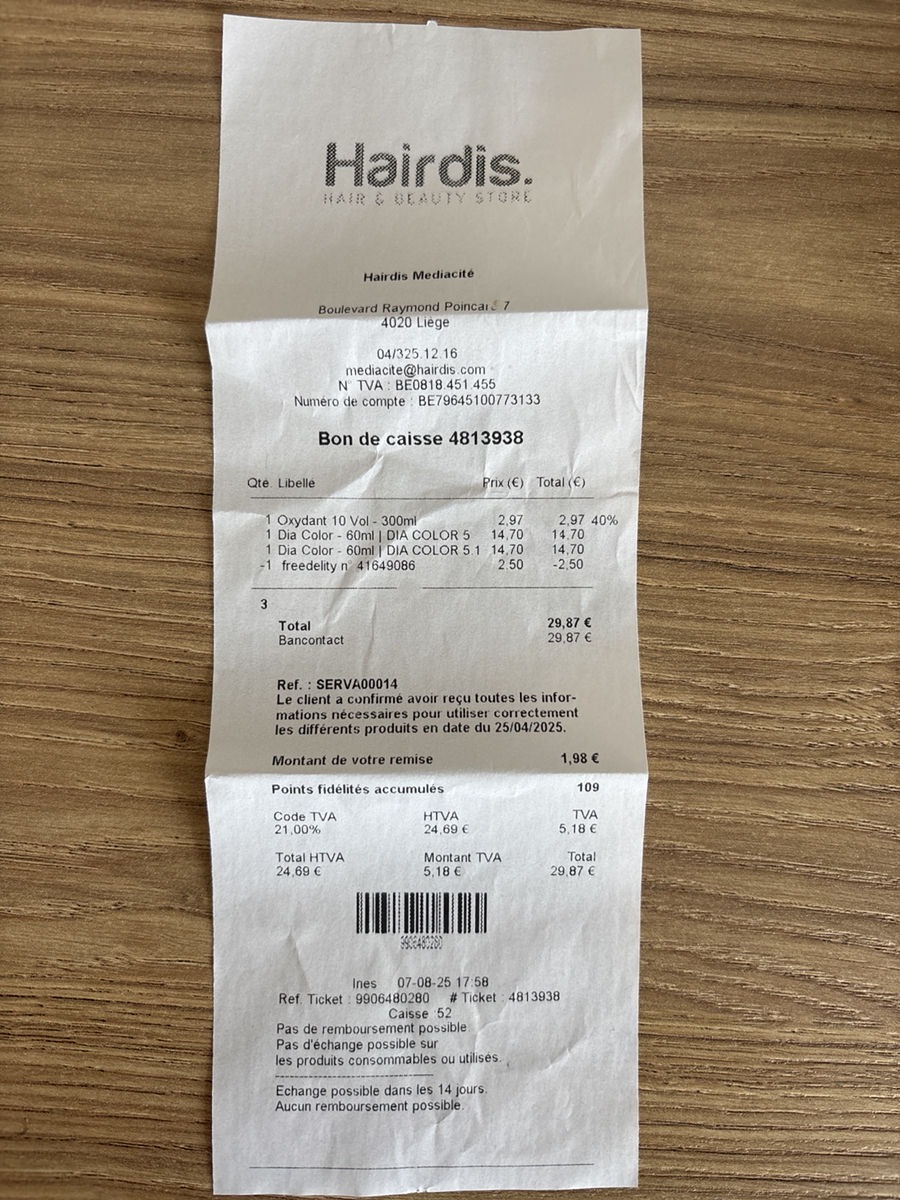 Hairdis.
HAIR & BEAUTY STORE
Hairdis Mediacité
Boulevard Raymond Poincaré 7
4020 Liège
04/325.12.16
mediacite@hairdis.com
N° TVA : BE0818.451.455
Numéro de compte : BE79645100773133
Bon de caisse 4813938
Qté Libellé Prix (€) Total (€)
1 Oxydant 10 Vol - 300ml 2,97 2,97 40%
1 Dia Color - 60ml | DIA COLOR 5 14,70 14,70
1 Dia Color - 60ml | DIA COLOR 5.1 14,70 14,70
-1 freedelity n° 41649086 2,50 -2,50
3
Total 29,87 €
Bancontact 29,87 €
Ref. : SERVA00014
Le client a confirmé avoir reçu toutes les infor-
mations nécessaires pour utiliser correctement
les différents produits en date du 25/04/2025.
Montant de votre remise 1,98 €
Points fidélités accumulés 109
Code TVA HTVA TVA
21,00% 24,69 € 5,18 €
Total HTVA Montant TVA Total
24,69 € 5,18 € 29,87 €
9906480280
Ines 07-08-25 17:58
Ref. Ticket : 9906480280 # Ticket : 4813938
Caisse 52
Pas de remboursement possible
Pas d'échange possible sur
les produits consommables ou utilisés.
Echange possible dans les 14 jours.
Aucun remboursement possible.